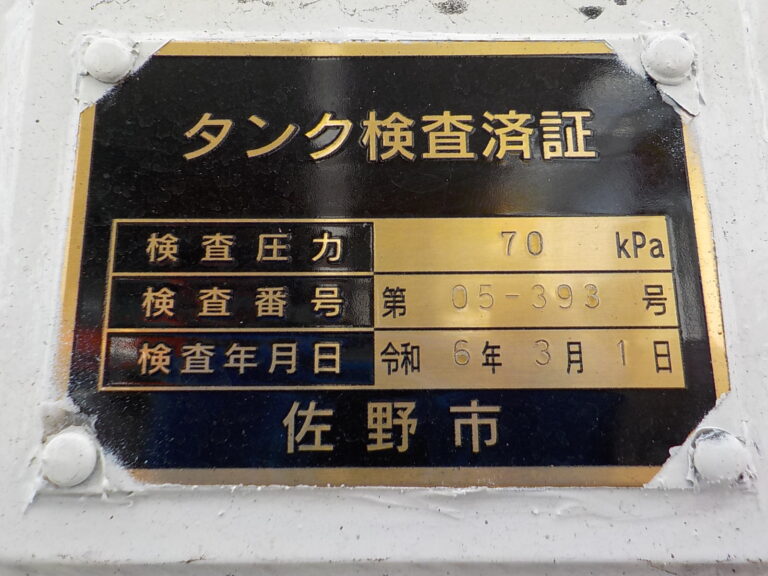 タンク検査済証
検査圧力 70 kPa
検査番号 第 05-393 号
検査年月日 令和 6年 3月 1日
佐野市